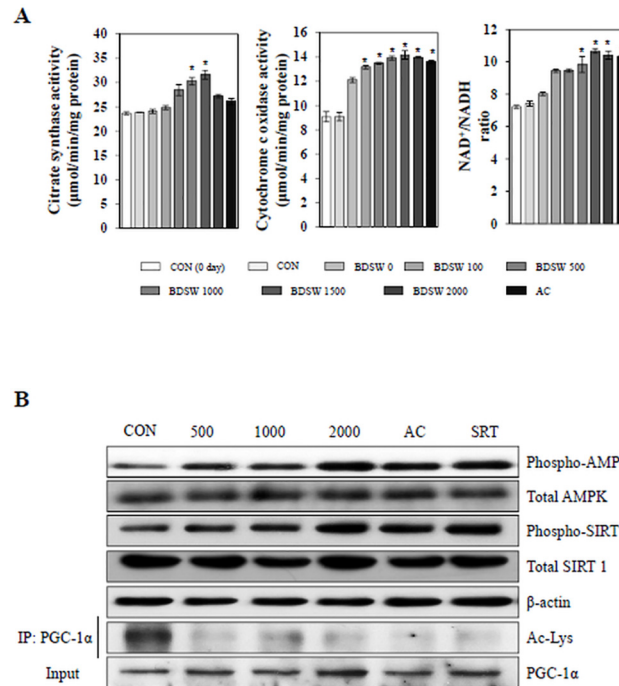 A
Citrate synthase acitivity
(μmol/min/mg protein)
40
35
30
25
20
15
10
5
0
* *
Cytochrome c oxidase activity
(μmol/min/mg protein)
16
14
12
10
8
6
4
2
0
* * * * * *
NAD⁺/NADH
ratio
12
10
8
6
4
2
0
* * *
CON (0 day) CON BDSW 0 BDSW 100 BDSW 500
BDSW 1000 BDSW 1500 BDSW 2000 AC
B
CON 500 1000 2000 AC SRT
Phospho-AMP
Total AMPK
Phospho-SIRT
Total SIRT 1
β-actin
IP: PGC-1α Ac-Lys
Input PGC-1α